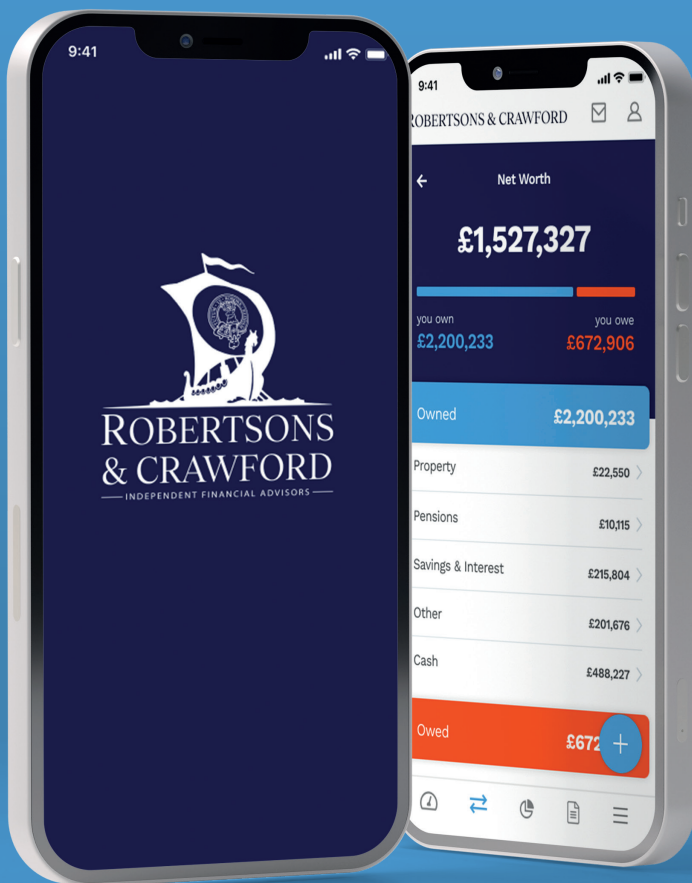 9:41
ROBERTSONS
& CRAWFORD
INDEPENDENT FINANCIAL ADVISORS
9:41
ROBERTSONS & CRAWFORD
Net Worth
£1,527,327
you own you owe
£2,200,233 £672,906
Owned £2,200,233
Property £22,550
Pensions £10,115
Savings & Interest £215,804
Other £201,676
Cash £488,227
Owed £672